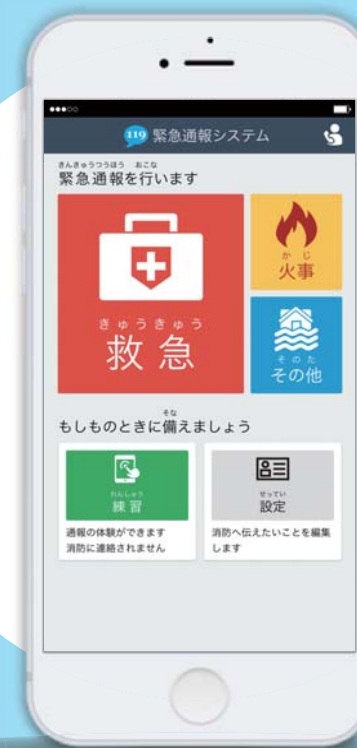 119 緊急通報システム
きんきゅうつうほう おこな
緊急通報を行います
きゅうきゅう
救急
かじ
火事
そのた
その他
そな
もしものときに備えましょう
れんしゅう
練習
通報の体験ができます
消防に連絡されません
せってい
設定
消防へ伝えたいことを編集
します